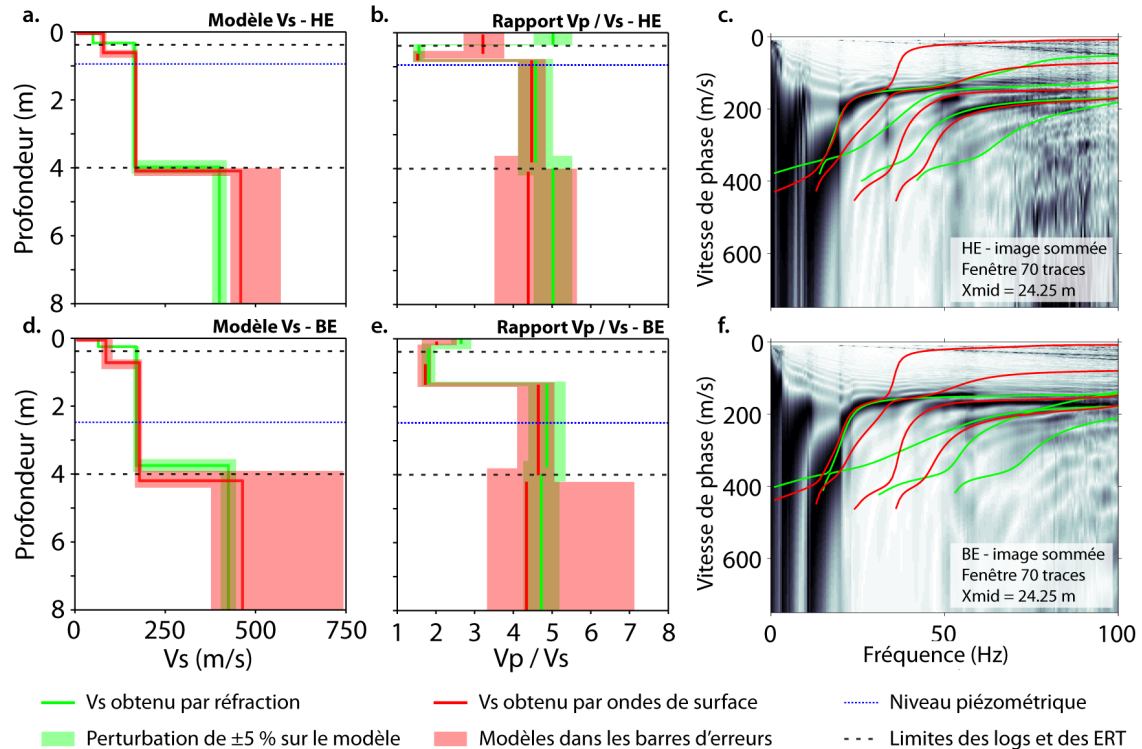 a.
Modèle Vs - HE
b.
Rapport Vp / Vs - HE
c.
0
2
4
6
8
Profondeur (m)
0
200
400
600
Vitesse de phase (m/s)
HE - image sommée
Fenêtre 70 traces
Xmid = 24.25 m
d.
Modèle Vs - BE
e.
Rapport Vp / Vs - BE
f.
0
2
4
6
8
Profondeur (m)
0
200
400
600
Vitesse de phase (m/s)
BE - image sommée
Fenêtre 70 traces
Xmid = 24.25 m
0 250 500 750
Vs (m/s)
1 2 3 4 5 6 7 8
Vp / Vs
0 50 100
Fréquence (Hz)
Vs obtenu par réfraction
Vs obtenu par ondes de surface
Niveau piézométrique
Perturbation de ±5 % sur le modèle
Modèles dans les barres d'erreurs
Limites des logs et des ERT